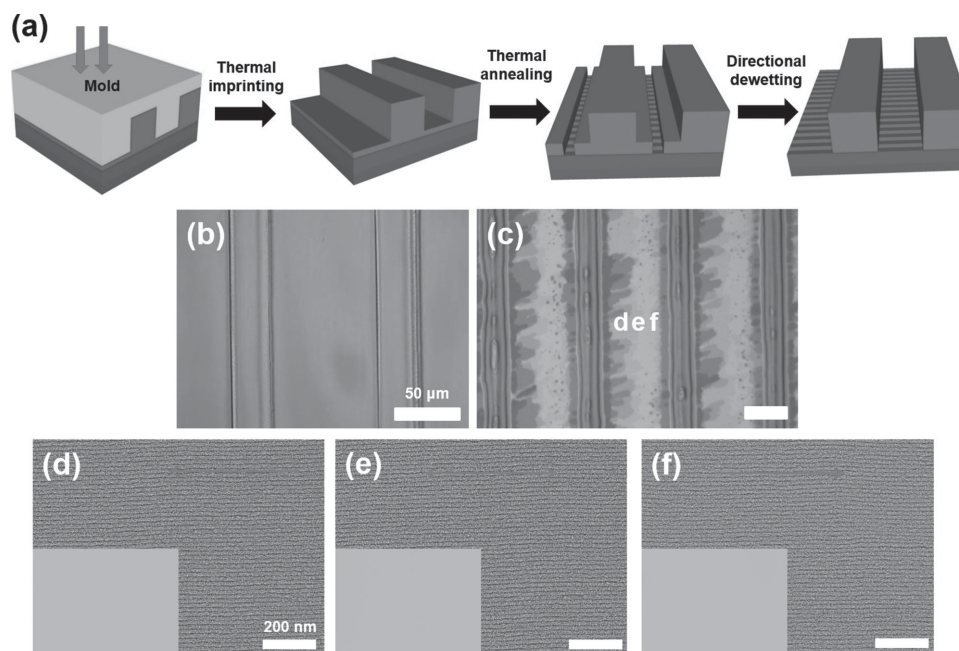 (a)
Mold
Thermal
imprinting
Thermal
annealing
Directional
dewetting
(b)
50 µm
(c)
def
(d)
200 nm
(e)
(f)